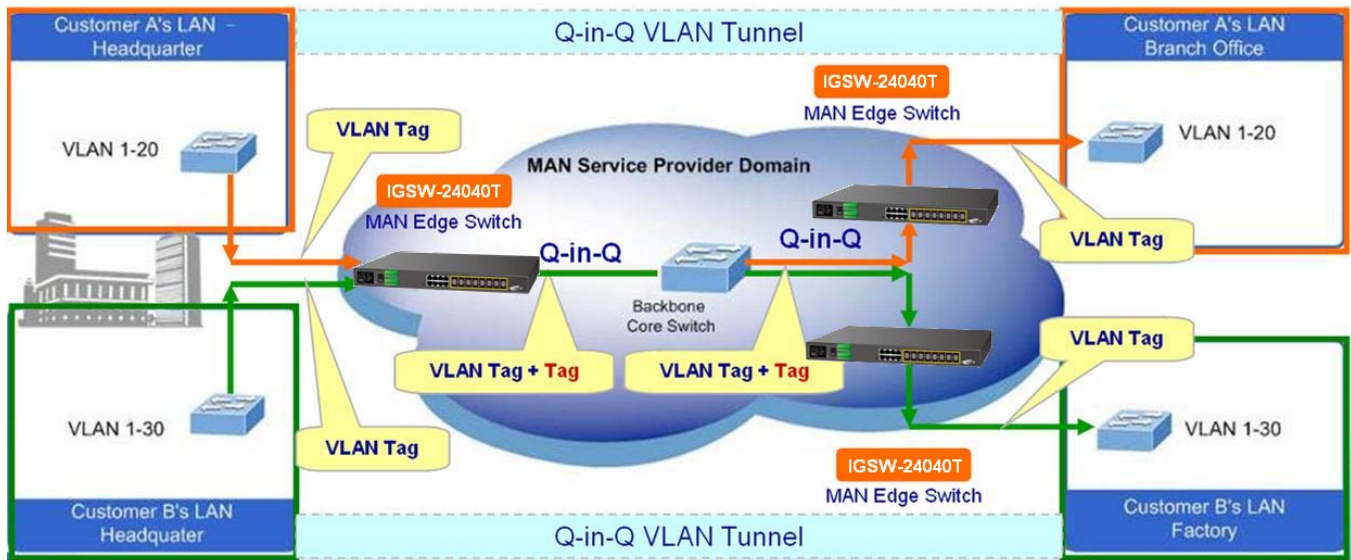 Customer A's LAN –
Headquarter
Q-in-Q VLAN Tunnel
Customer A's LAN
Branch Office
VLAN 1-20
VLAN Tag
IGSW-24040T
MAN Edge Switch
VLAN 1-20
MAN Service Provider Domain
IGSW-24040T
MAN Edge Switch
VLAN Tag
Q-in-Q
Q-in-Q
Backbone
Core Switch
VLAN Tag + Tag
VLAN Tag + Tag
VLAN Tag
VLAN 1-30
VLAN Tag
VLAN 1-30
IGSW-24040T
MAN Edge Switch
Customer B's LAN
Headquater
Q-in-Q VLAN Tunnel
Customer B's LAN
Factory